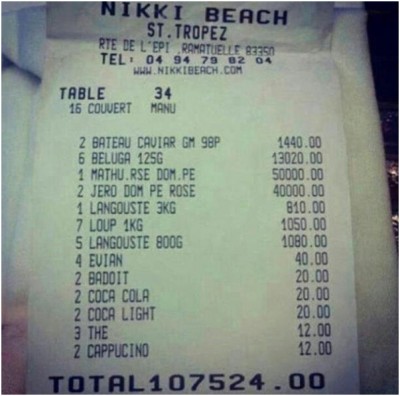 NIKKI BEACH
ST.TROPEZ
RTE DE L'EPI ,RAMATUELLE 83350
TEL: 04 94 79 82 04
WWW.NIKKIBEACH.COM
TABLE 34
16 COUVERT MANU
2 BATEAU CAVIAR GM 98P 1440.00
6 BELUGA 125G 13020.00
1 MATHU.RSE DOM.PE 50000.00
2 JERO DOM PE ROSE 40000.00
1 LANGOUSTE 3KG 810.00
7 LOUP 1KG 1050.00
5 LANGOUSTE 800G 1080.00
4 EVIAN 40.00
2 BADOIT 20.00
2 COCA COLA 20.00
2 COCA LIGHT 20.00
3 THE 12.00
2 CAPPUCINO 12.00
TOTAL107524.00